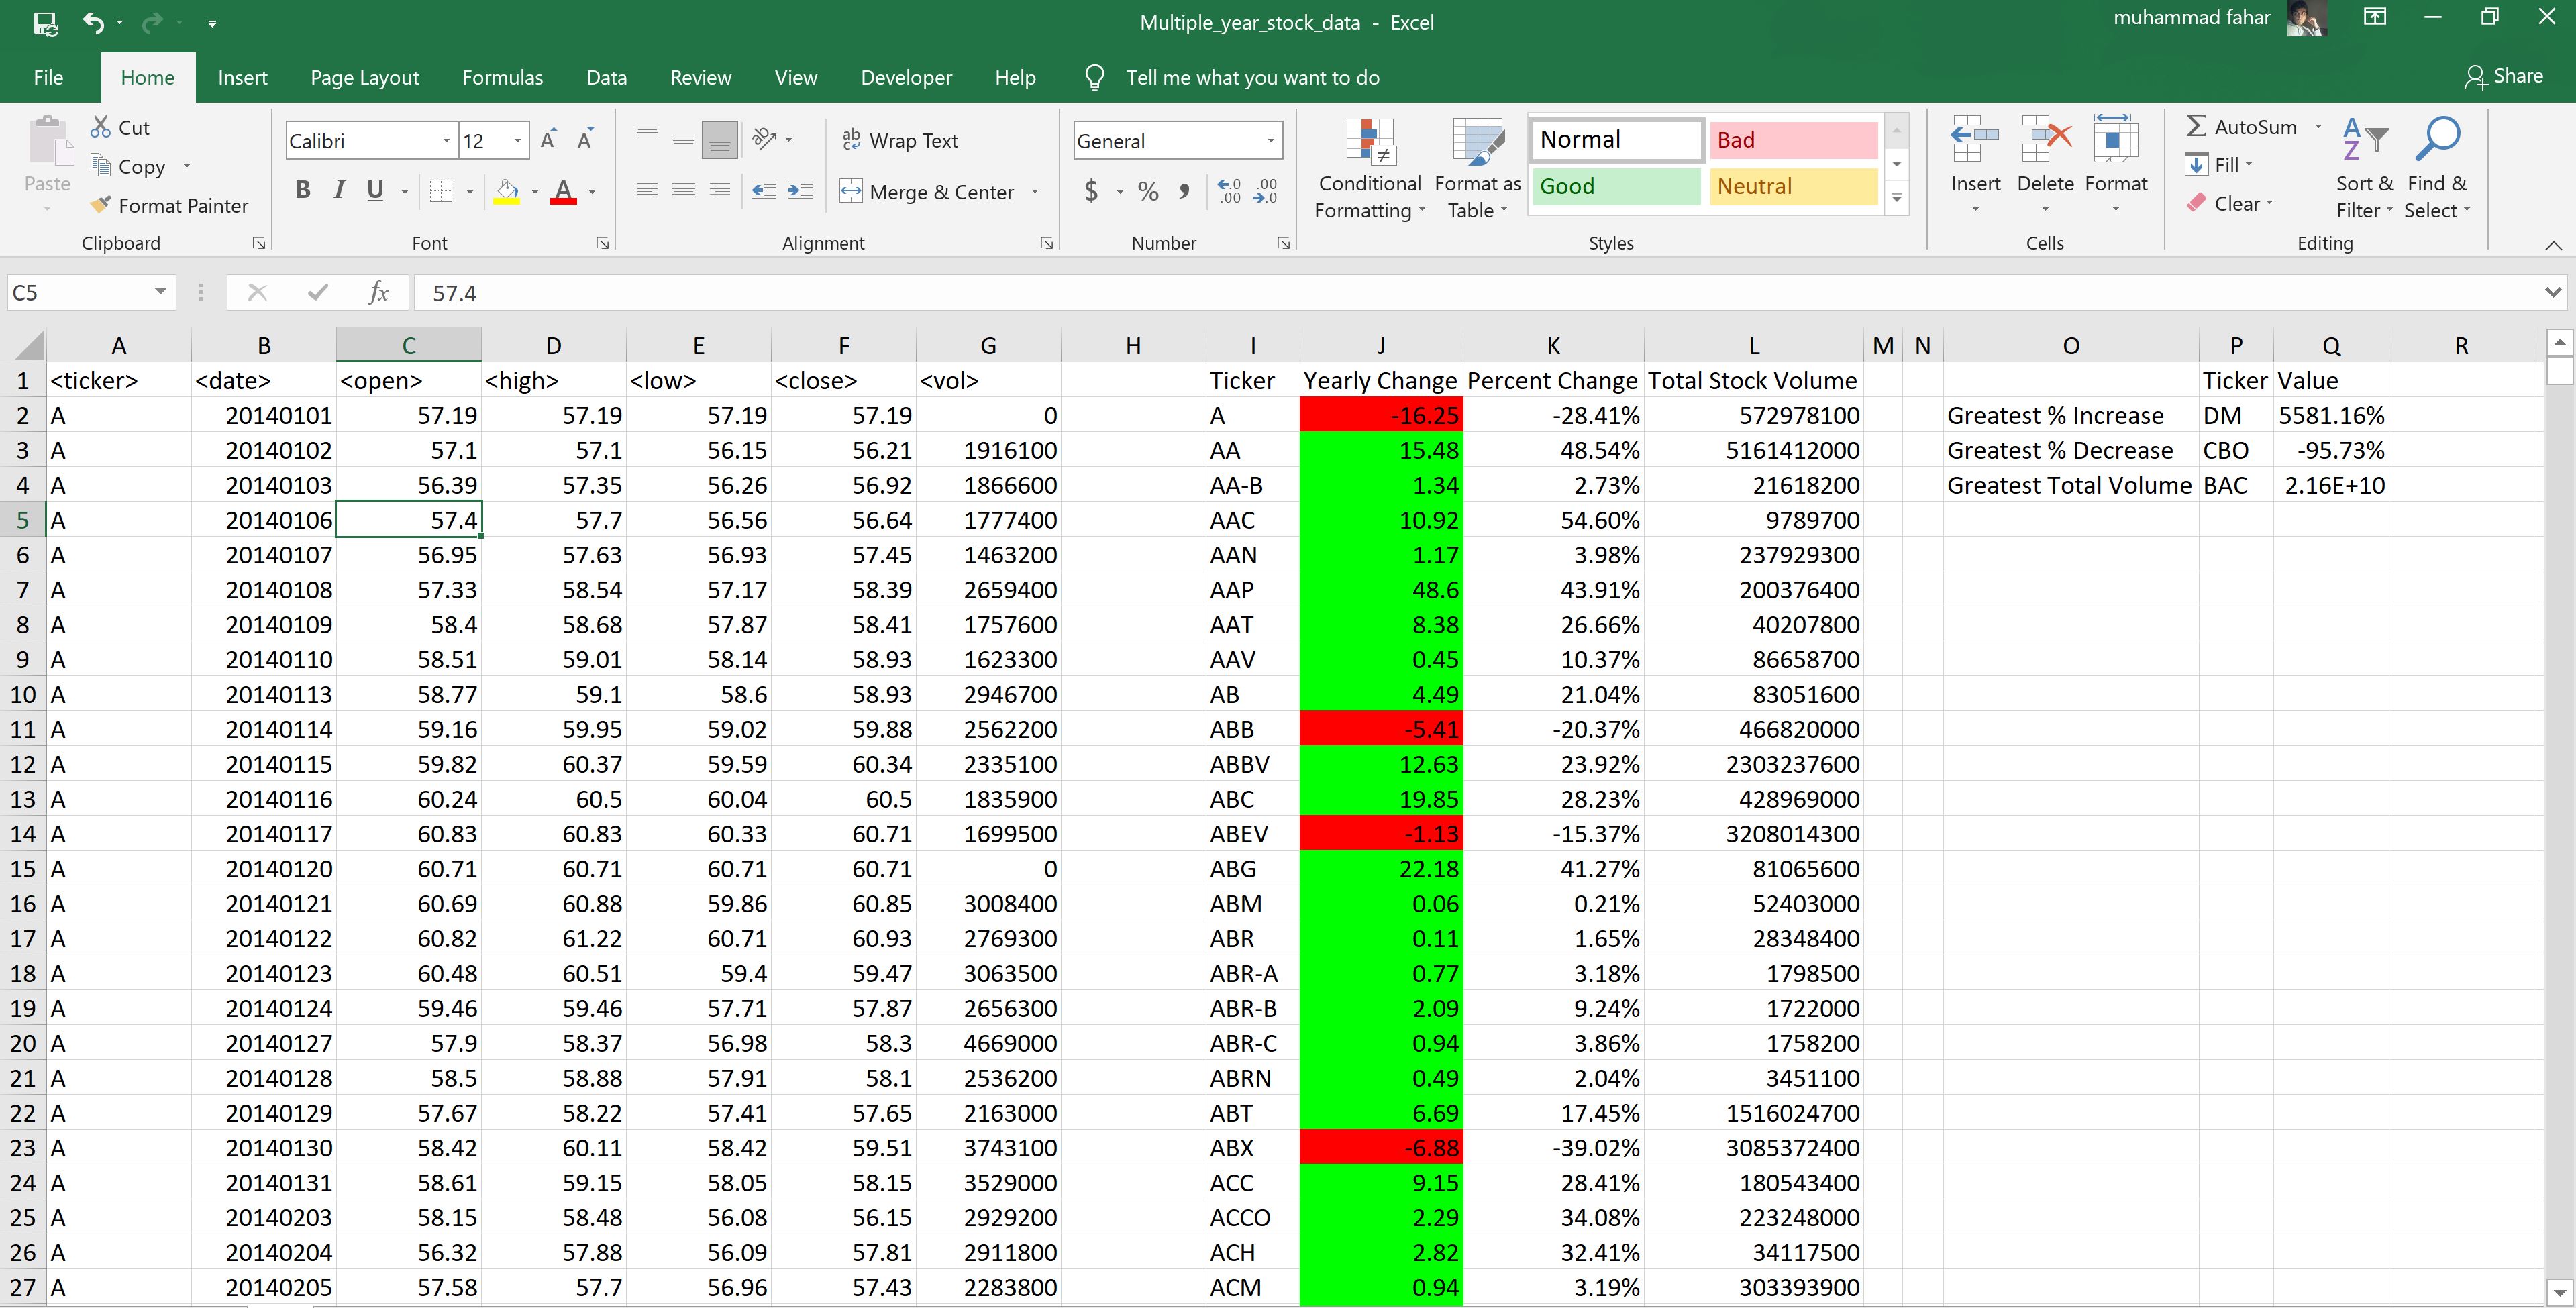 Multiple_year_stock_data - Excel
muhammad fahar
File Home Insert Page Layout Formulas Data Review View Developer Help Tell me what you want to do Share
Paste
Cut
Copy
Format Painter
Clipboard
Calibri 12 A A
B I U A
Font
Wrap Text
Merge & Center
Alignment
General
$ % , .0 .00 .00 .0
Number
Conditional Formatting
Format as Table
Normal Bad
Good Neutral
Styles
Insert Delete Format
Cells
AutoSum
Fill
Clear
Sort & Filter
Find & Select
Editing
C5 fx 57.4
A B C D E F G H I J K L M N O P Q R
1 <ticker> <date> <open> <high> <low> <close> <vol> Ticker Yearly Change Percent Change Total Stock Volume Ticker Value
2 A 20140101 57.19 57.19 57.19 57.19 0 A -16.25 -28.41% 572978100 Greatest % Increase DM 5581.16%
3 A 20140102 57.1 57.1 56.15 56.21 1916100 AA 15.48 48.54% 5161412000 Greatest % Decrease CBO -95.73%
4 A 20140103 56.39 57.35 56.26 56.92 1866600 AA-B 1.34 2.73% 21618200 Greatest Total Volume BAC 2.16E+10
5 A 20140106 57.4 57.7 56.56 56.64 1777400 AAC 10.92 54.60% 9789700
6 A 20140107 56.95 57.63 56.93 57.45 1463200 AAN 1.17 3.98% 237929300
7 A 20140108 57.33 58.54 57.17 58.39 2659400 AAP 48.6 43.91% 200376400
8 A 20140109 58.4 58.68 57.87 58.41 1757600 AAT 8.38 26.66% 40207800
9 A 20140110 58.51 59.01 58.14 58.93 1623300 AAV 0.45 10.37% 86658700
10 A 20140113 58.77 59.1 58.6 58.93 2946700 AB 4.49 21.04% 83051600
11 A 20140114 59.16 59.95 59.02 59.88 2562200 ABB -5.41 -20.37% 466820000
12 A 20140115 59.82 60.37 59.59 60.34 2335100 ABBV 12.63 23.92% 2303237600
13 A 20140116 60.24 60.5 60.04 60.5 1835900 ABC 19.85 28.23% 428969000
14 A 20140117 60.83 60.83 60.33 60.71 1699500 ABEV -1.13 -15.37% 3208014300
15 A 20140120 60.71 60.71 60.71 60.71 0 ABG 22.18 41.27% 81065600
16 A 20140121 60.69 60.88 59.86 60.85 3008400 ABM 0.06 0.21% 52403000
17 A 20140122 60.82 61.22 60.71 60.93 2769300 ABR 0.11 1.65% 28348400
18 A 20140123 60.48 60.51 59.4 59.47 3063500 ABR-A 0.77 3.18% 1798500
19 A 20140124 59.46 59.46 57.71 57.87 2656300 ABR-B 2.09 9.24% 1722000
20 A 20140127 57.9 58.37 56.98 58.3 4669000 ABR-C 0.94 3.86% 1758200
21 A 20140128 58.5 58.88 57.91 58.1 2536200 ABRN 0.49 2.04% 3451100
22 A 20140129 57.67 58.22 57.41 57.65 2163000 ABT 6.69 17.45% 1516024700
23 A 20140130 58.42 60.11 58.42 59.51 3743100 ABX -6.88 -39.02% 3085372400
24 A 20140131 58.61 59.15 58.05 58.15 3529000 ACC 9.15 28.41% 180543400
25 A 20140203 58.15 58.48 56.08 56.15 2929200 ACCO 2.29 34.08% 223248000
26 A 20140204 56.32 57.88 56.09 57.81 2911800 ACH 2.82 32.41% 34117500
27 A 20140205 57.58 57.7 56.96 57.43 2283800 ACM 0.94 3.19% 303393900